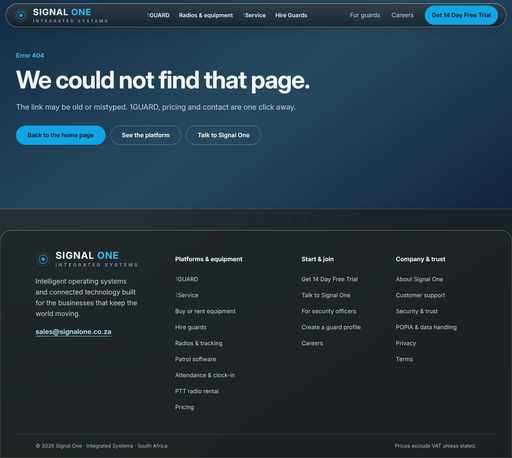 SIGNAL ONE
INTEGRATED SYSTEMS
1GUARD
Radios & equipment
1Service
Hire Guards
For guards
Careers
Get 14 Day Free Trial
Error 404
We could not find that page.
The link may be old or mistyped. 1GUARD, pricing and contact are one click away.
Back to the home page
See the platform
Talk to Signal One
SIGNAL ONE
INTEGRATED SYSTEMS
Intelligent operating systems
and connected technology built
for the businesses that keep the
world moving.
sales@signalone.co.za
Platforms & equipment
1GUARD
1Service
Buy or rent equipment
Hire guards
Radios & tracking
Patrol software
Attendance & clock-in
PTT radio rental
Pricing
Start & join
Get 14 Day Free Trial
Talk to Signal One
For security officers
Create a guard profile
Careers
Company & trust
About Signal One
Customer support
Security & trust
POPIA & data handling
Privacy
Terms
© 2026 Signal One · Integrated Systems · South Africa
Prices exclude VAT unless stated.